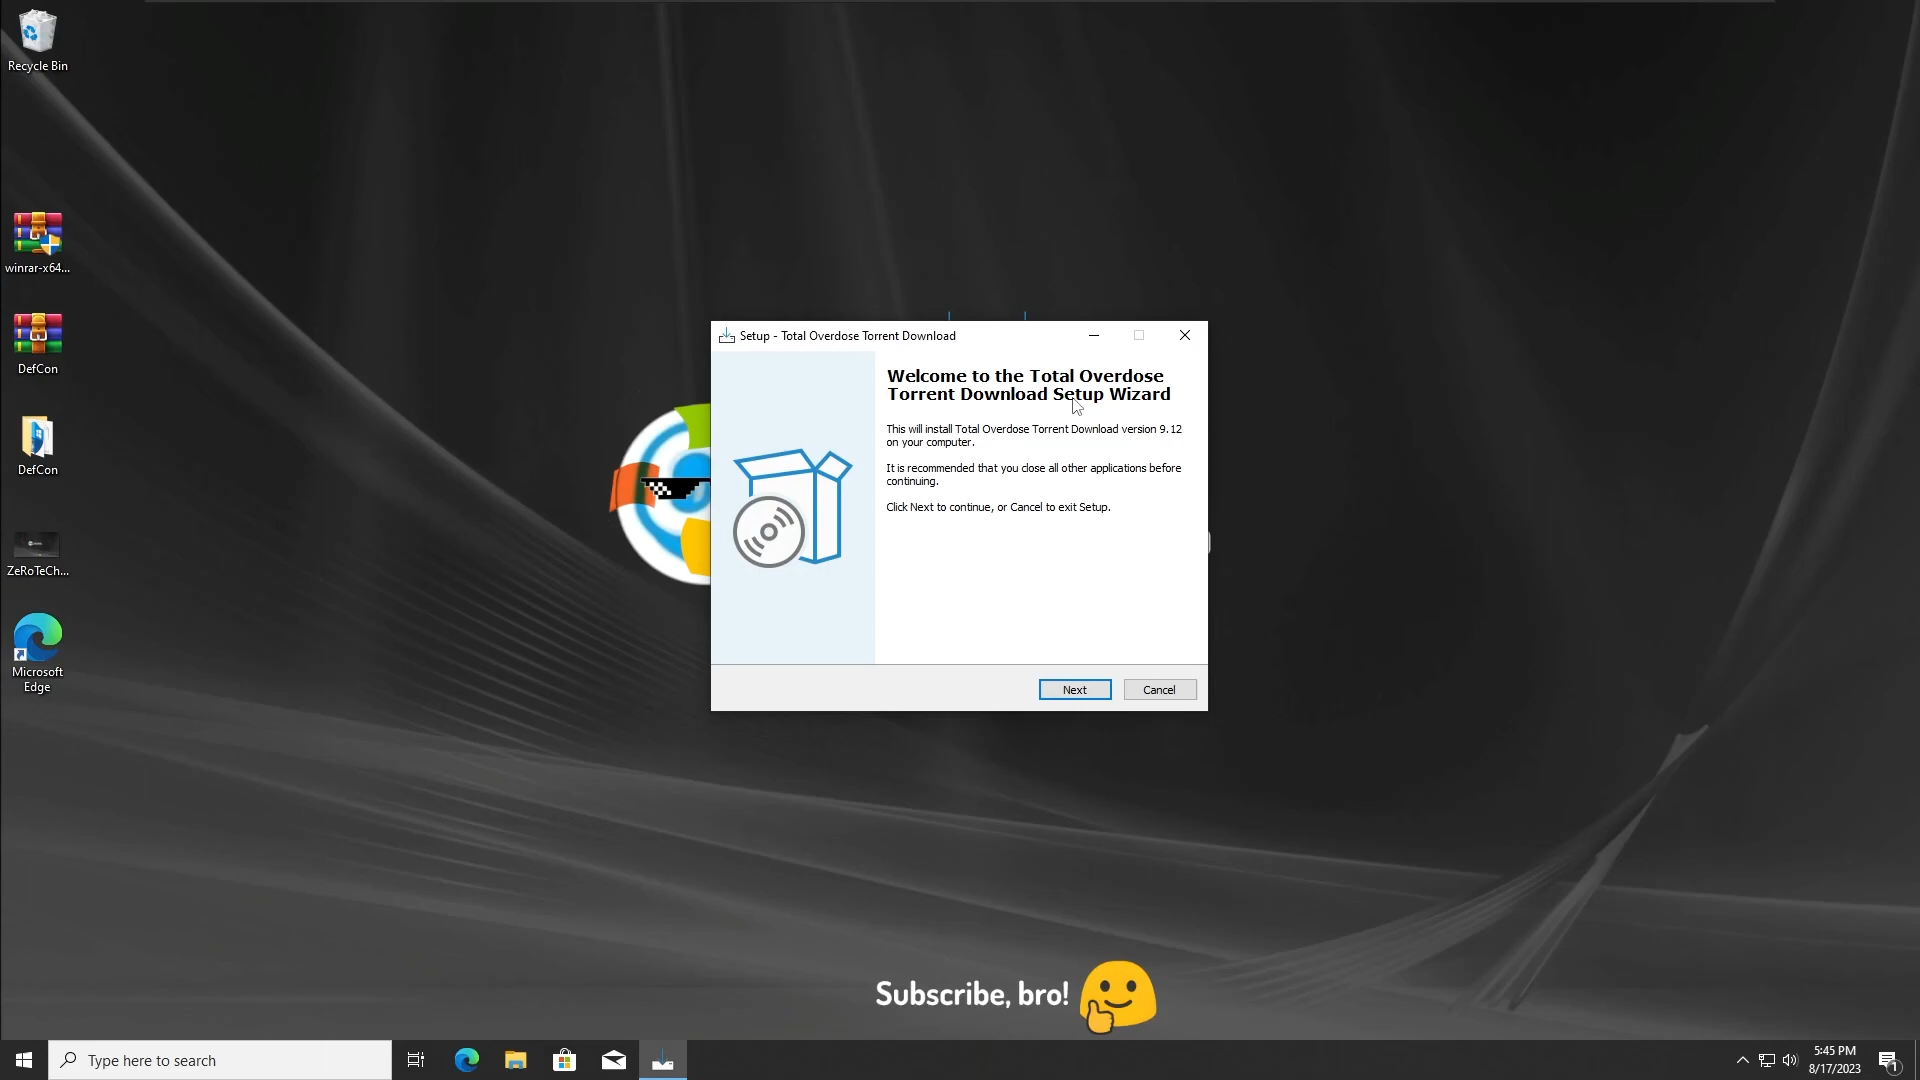 Recycle Bin
winrar-x64...
DefCon
DefCon
ZeRoTeCh...
Microsoft
Edge
Setup - Total Overdose Torrent Download
Welcome to the Total Overdose
Torrent Download Setup Wizard
This will install Total Overdose Torrent Download version 9.12
on your computer.
It is recommended that you close all other applications before
continuing.
Click Next to continue, or Cancel to exit Setup.
Next
Cancel
Subscribe, bro!
Type here to search
5:45 PM
8/17/2023
1